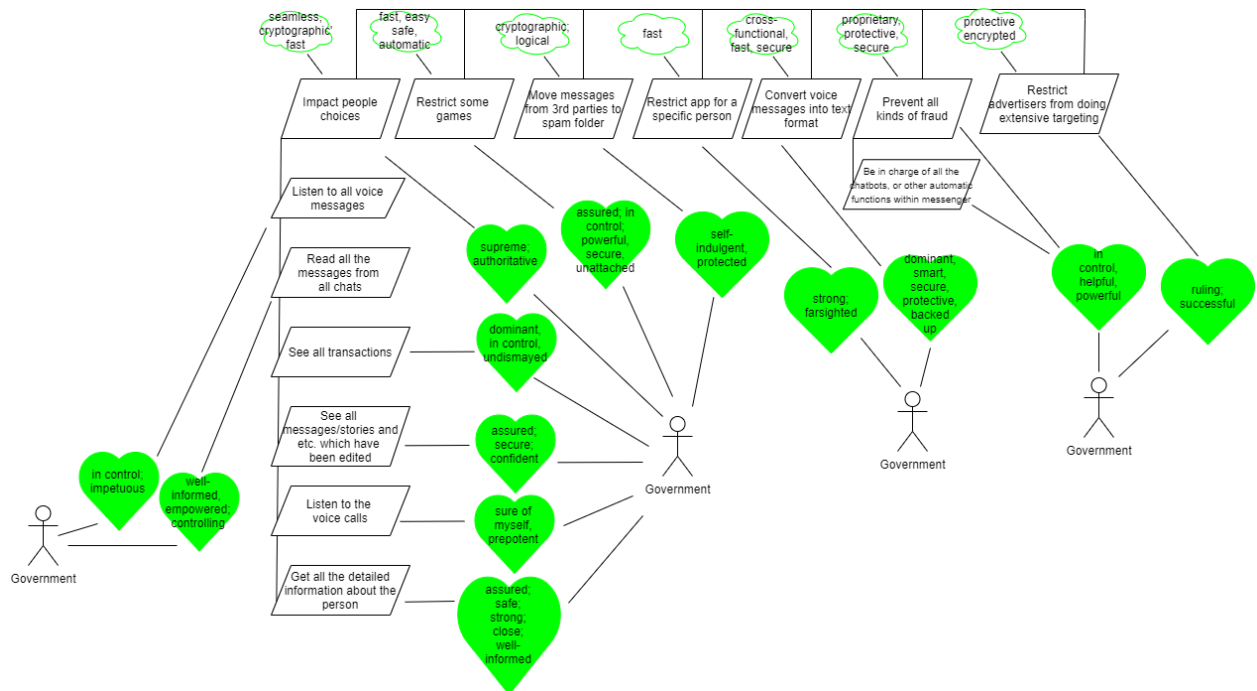 seamless,
cryptographic,
fast
fast, easy
safe,
automatic
cryptographic;
logical
fast
cross-
functional,
fast, secure
proprietary,
protective,
secure
protective
encrypted
Impact people
choices
Restrict some
games
Move messages
from 3rd parties to
spam folder
Restrict app for a
specific person
Convert voice
messages into text
format
Prevent all
kinds of fraud
Restrict
advertisers from doing
extensive targeting
Be in charge of all the
chatbots, or other automatic
functions within messenger
Listen to all voice
messages
Read all the
messages from
all chats
See all transactions
See all
messages/stories and
etc. which have
been edited
Listen to the
voice calls
Get all the detailed
information about the
person
supreme;
authoritative
assured; in
control;
powerful,
secure,
unattached
self-
indulgent,
protected
strong;
farsighted
dominant,
smart,
secure,
protective,
backed
up
in
control,
helpful,
powerful
ruling;
successful
dominant,
in control,
undismayed
assured;
secure;
confident
sure of
myself,
prepotent
assured;
safe;
strong;
close;
well-
informed
in control;
impetuous
well-
informed,
empowered;
controlling
Government
Government
Government
Government